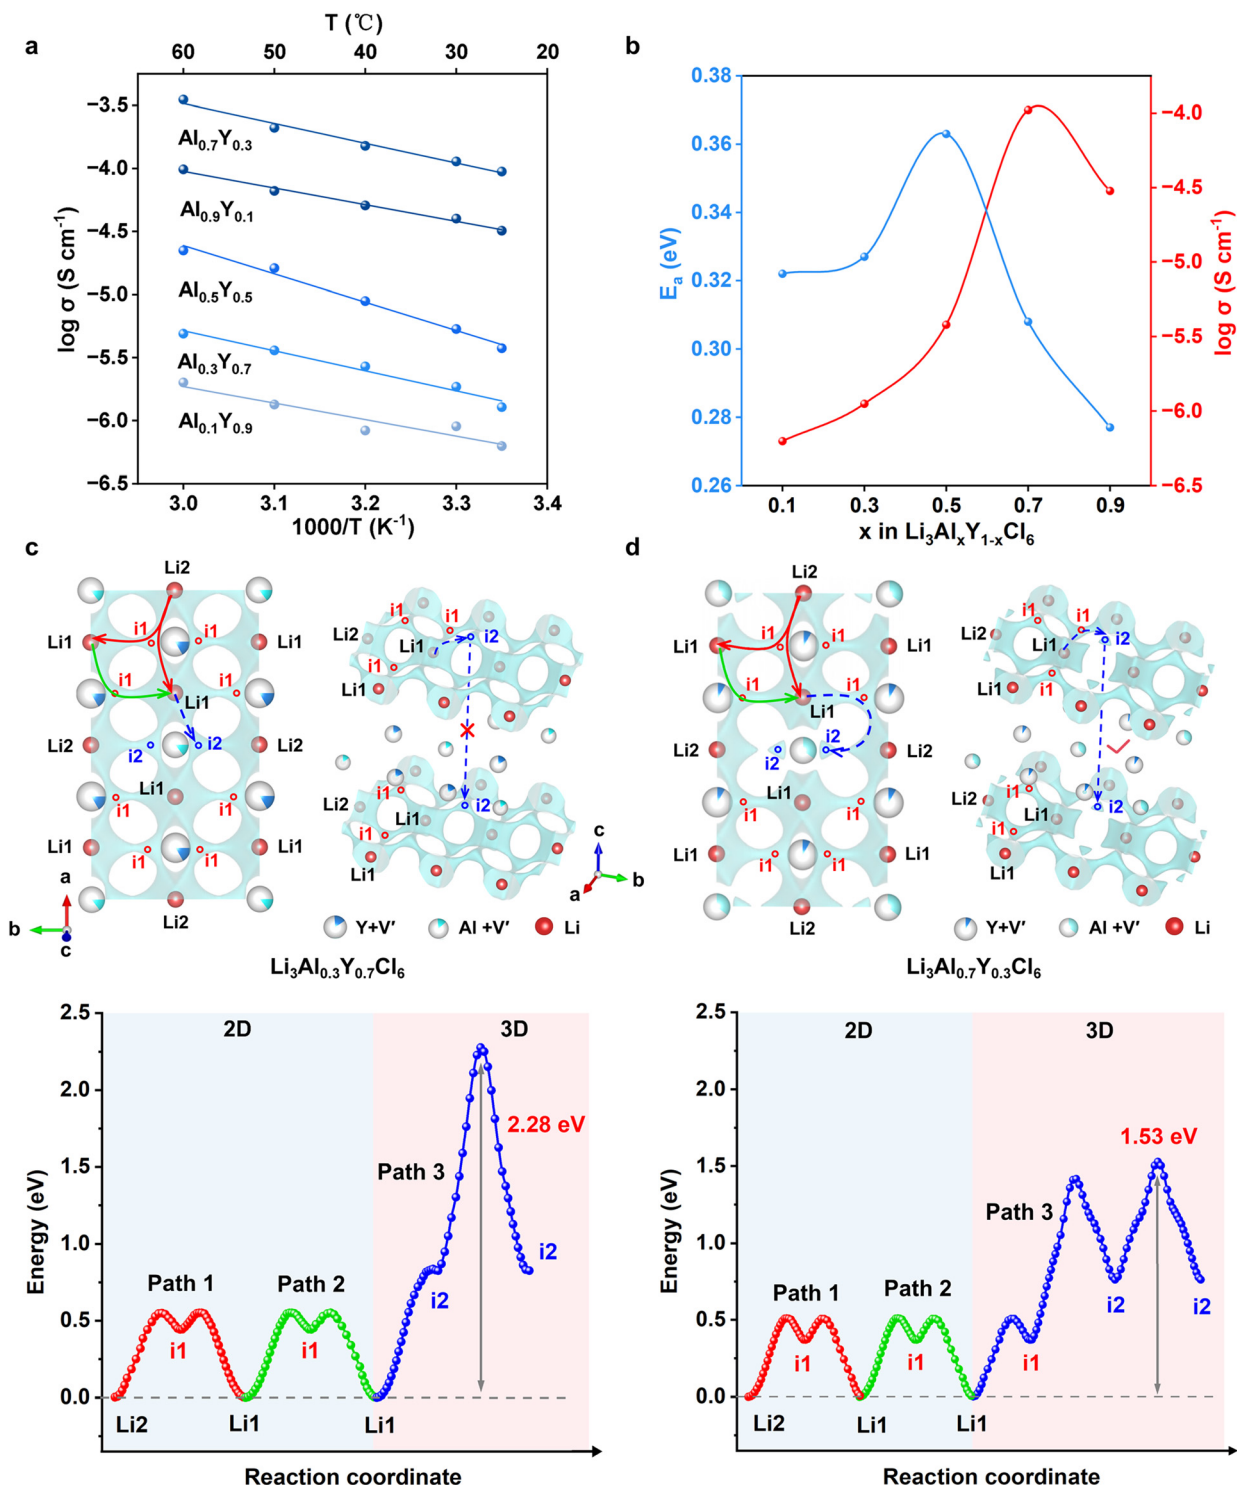 a
T (℃)
60 50 40 30 20
−3.5
−4.0
−4.5
−5.0
−5.5
−6.0
−6.5
log σ (S cm⁻¹)
Al₀.₇Y₀.₃
Al₀.₉Y₀.₁
Al₀.₅Y₀.₅
Al₀.₃Y₀.₇
Al₀.₁Y₀.₉
3.0 3.1 3.2 3.3 3.4
1000/T (K⁻¹)
b
0.38
0.36
0.34
0.32
0.30
0.28
0.26
Eₐ (eV)
−4.0
−4.5
−5.0
−5.5
−6.0
−6.5
log σ (S cm⁻¹)
0.1 0.3 0.5 0.7 0.9
x in Li₃AlₓY₁₋ₓCl₆
c
Li2
Li1 i1 i1 Li1
i1 i1
Li1
Li2 i2 i2 Li2
Li1
i1 i1
Li1 i1 i1 Li1
Li2
a
b
c
i1 i1
Li2 i2
Li1
i1
Li1
i1
Li2 i2
Li1
i1
Li1
c
b
a
Y+V′ Al +V′ Li
Li₃Al₀.₃Y₀.₇Cl₆
d
Li2
Li1 i1 i1 Li1
i1 i1
Li1
i2
Li2 i2 Li2
Li1
i1 i1
Li1 i1 i1 Li1
Li2
i1 i1
Li2 i2
Li1
i1
Li1
i1
Li2 i2
Li1
i1
Li1
Y+V′ Al +V′ Li
Li₃Al₀.₇Y₀.₃Cl₆
2.5
2.0
1.5
1.0
0.5
0.0
Energy (eV)
2D 3D
2.28 eV
Path 3
i2
i2
Path 1 Path 2
i1 i1
Li2 Li1 Li1
Reaction coordinate
2.5
2.0
1.5
1.0
0.5
0.0
Energy (eV)
2D 3D
1.53 eV
Path 3
Path 1 Path 2
i2 i2
i1 i1 i1
Li2 Li1 Li1
Reaction coordinate